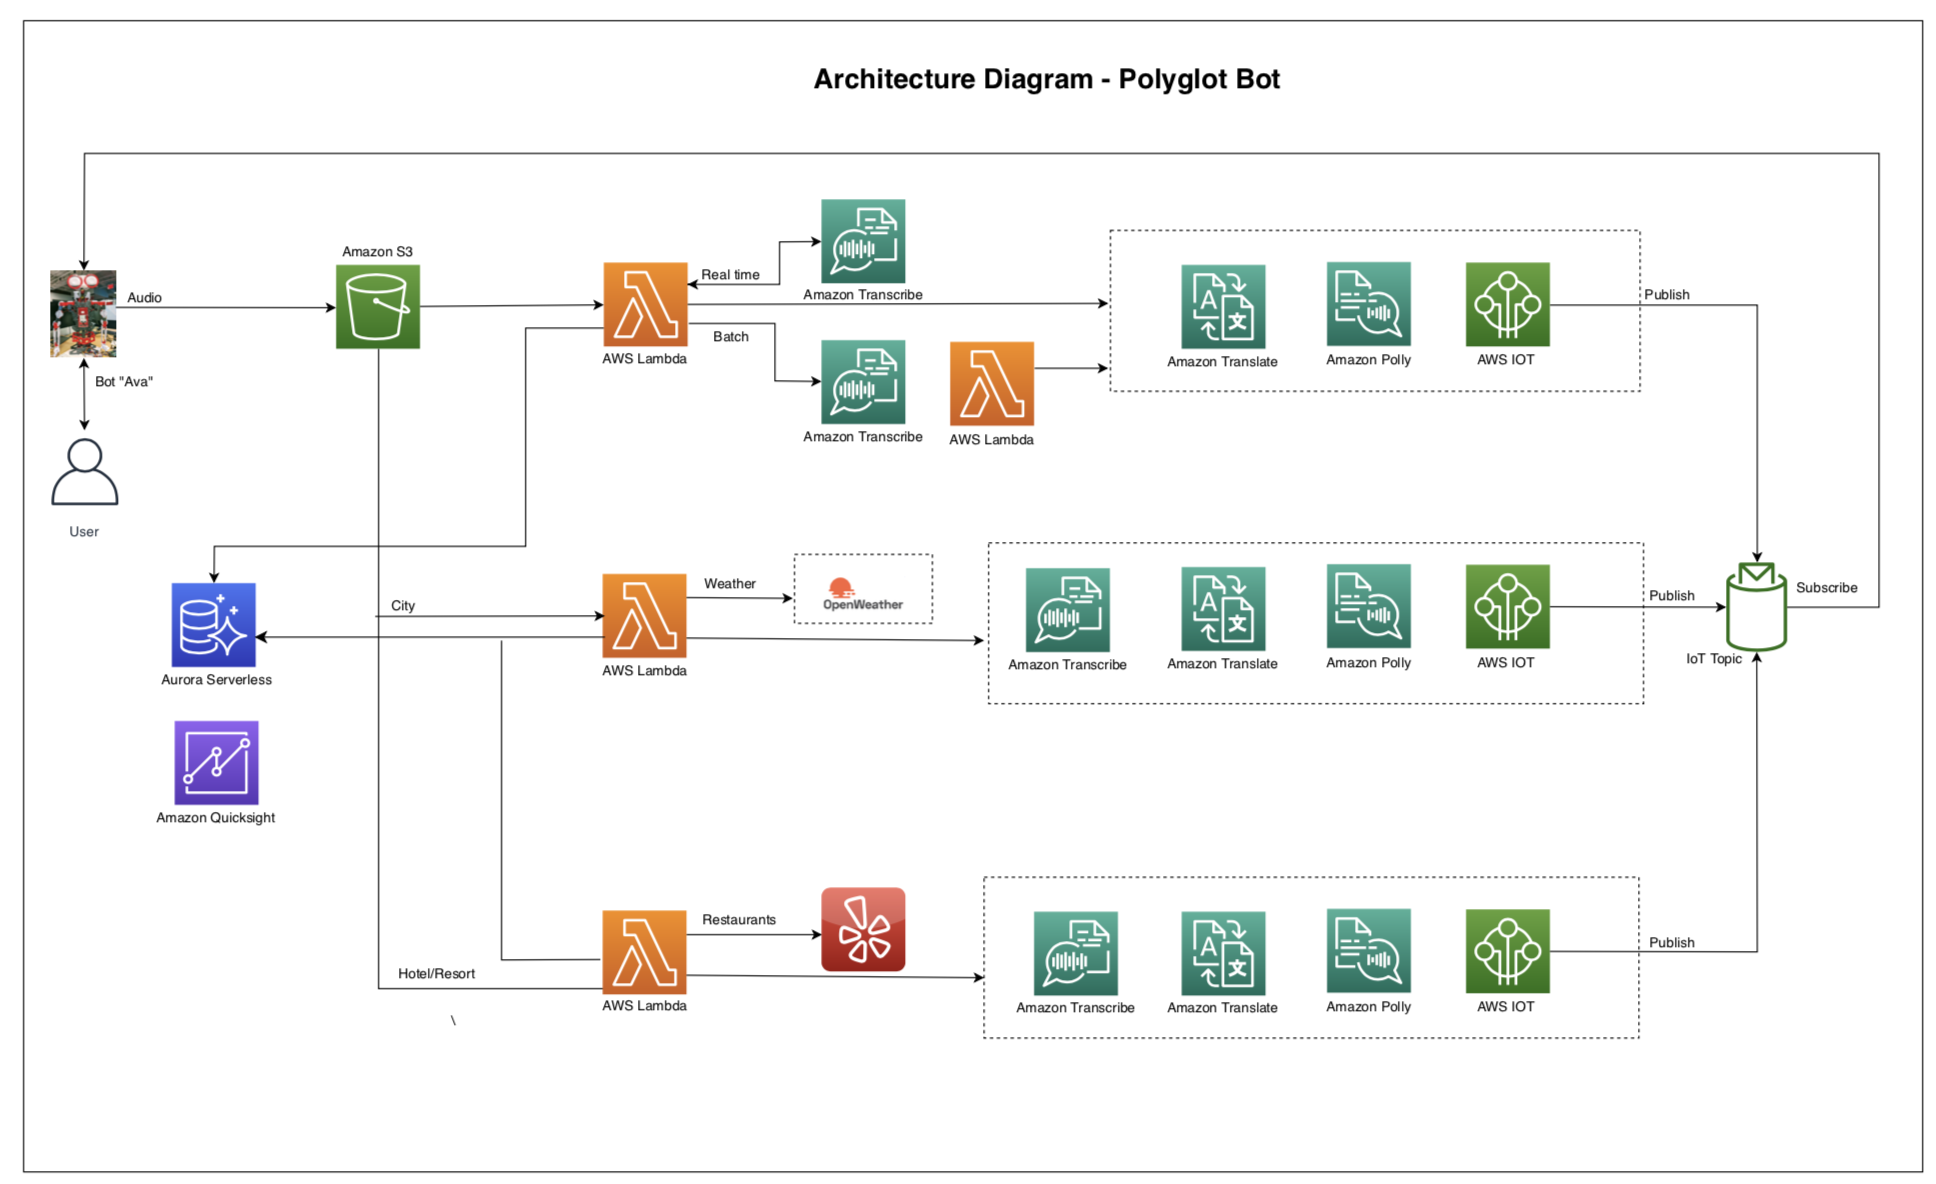 Architecture Diagram - Polyglot Bot
Amazon S3
Audio
Bot "Ava"
User
AWS Lambda
Real time
Amazon Transcribe
Batch
Amazon Transcribe
AWS Lambda
Amazon Translate
Amazon Polly
AWS IOT
Publish
Aurora Serverless
Amazon Quicksight
City
AWS Lambda
Weather
OpenWeather
Amazon Transcribe
Amazon Translate
Amazon Polly
AWS IOT
Publish
IoT Topic
Subscribe
Hotel/Resort
\
AWS Lambda
Restaurants
Amazon Transcribe
Amazon Translate
Amazon Polly
AWS IOT
Publish